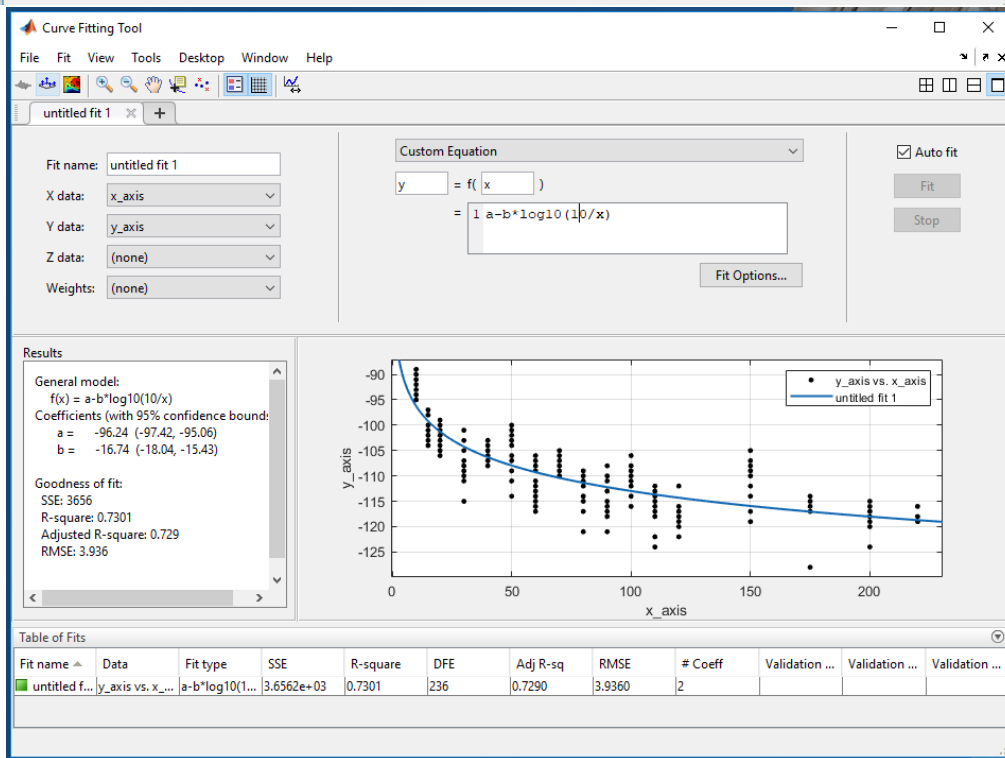 Curve Fitting Tool
File Fit View Tools Desktop Window Help
untitled fit 1
Fit name: untitled fit 1
X data: x_axis
Y data: y_axis
Z data: (none)
Weights: (none)
Custom Equation
y = f( x )
= 1 a-b*log10(10/x)
Fit Options...
Auto fit
Fit
Stop
Results
General model:
f(x) = a-b*log10(10/x)
Coefficients (with 95% confidence bounds
a = -96.24 (-97.42, -95.06)
b = -16.74 (-18.04, -15.43)
Goodness of fit:
SSE: 3656
R-square: 0.7301
Adjusted R-square: 0.729
RMSE: 3.936
y_axis
-90
-95
-100
-105
-110
-115
-120
-125
0 50 100 150 200
x_axis
y_axis vs. x_axis
untitled fit 1
Table of Fits
Fit name Data Fit type SSE R-square DFE Adj R-sq RMSE # Coeff Validation ... Validation ... Validation ...
untitled f... y_axis vs. x_... a-b*log10(1... 3.6562e+03 0.7301 236 0.7290 3.9360 2